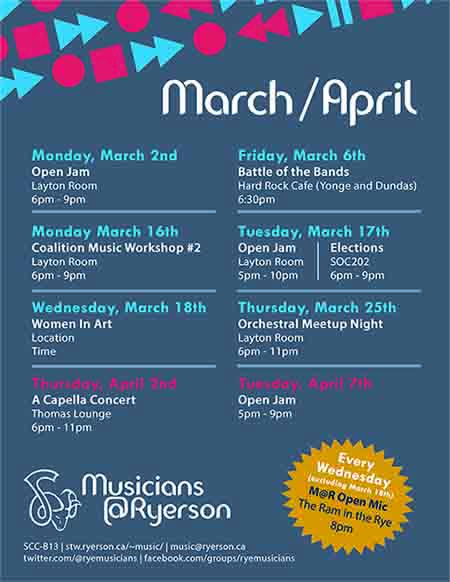 March/April
Monday, March 2nd
Open Jam
Layton Room
6pm - 9pm
Friday, March 6th
Battle of the Bands
Hard Rock Cafe (Yonge and Dundas)
6:30pm
Monday March 16th
Coalition Music Workshop #2
Layton Room
6pm - 9pm
Tuesday, March 17th
Open Jam
Layton Room
5pm - 10pm
Elections
SOC202
6pm - 9pm
Wednesday, March 18th
Women In Art
Location
Time
Thursday, March 25th
Orchestral Meetup Night
Layton Room
6pm - 11pm
Thursday, April 2nd
A Capella Concert
Thomas Lounge
6pm - 11pm
Tuesday, April 7th
Open Jam
5pm - 9pm
Musicians
@Ryerson
Every
Wednesday
(excluding March 18th)
M@R Open Mic
The Ram in the Rye
8pm
SCC-B13 | stw.ryerson.ca/~music/ | music@ryerson.ca
twitter.com/@ryemusicians | facebook.com/groups/ryemusicians